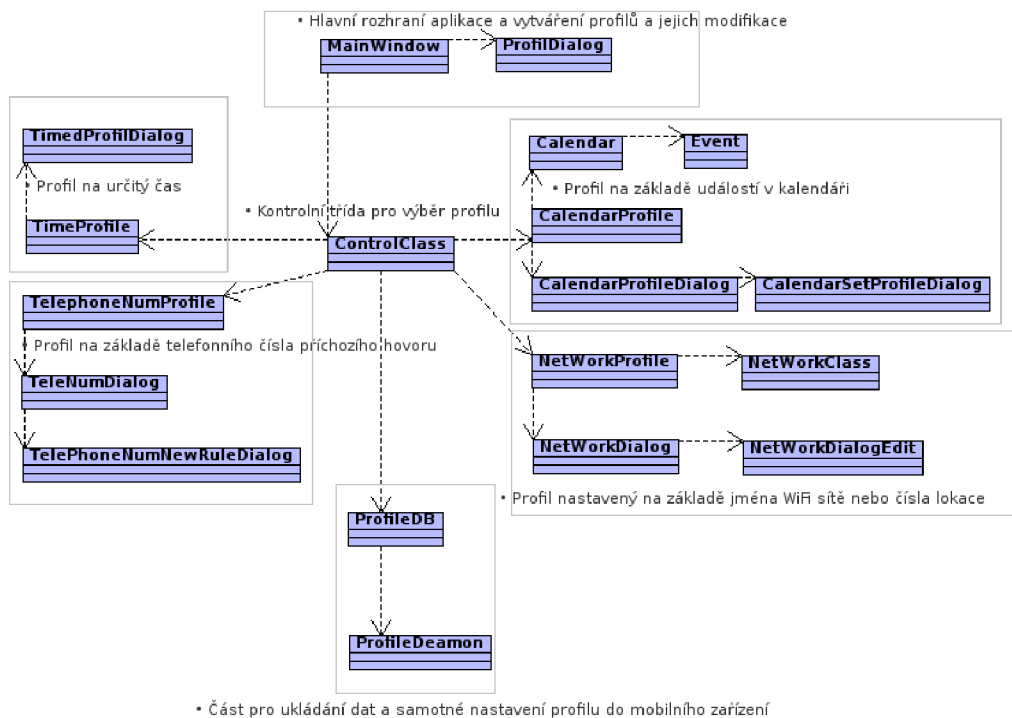 • Hlavní rozhraní aplikace a vytváření profilů a jejich modifikace
MainWindow
ProfilDialog
TimedProfilDialog
• Profil na určitý čas
TimeProfile
Calendar
Event
• Profil na základě událostí v kalendáři
CalendarProfile
CalendarProfileDialog
CalendarSetProfileDialog
• Kontrolní třída pro výběr profilu
ControlClass
TelephoneNumProfile
• Profil na základě telefonního čísla příchozího hovoru
TeleNumDialog
TelePhoneNumNewRuleDialog
NetWorkProfile
NetWorkClass
NetWorkDialog
NetWorkDialogEdit
• Profil nastavený na základě jména WiFi sítě nebo čísla lokace
ProfileDB
ProfileDeamon
• Část pro ukládání dat a samotné nastavení profilu do mobilního zařízení